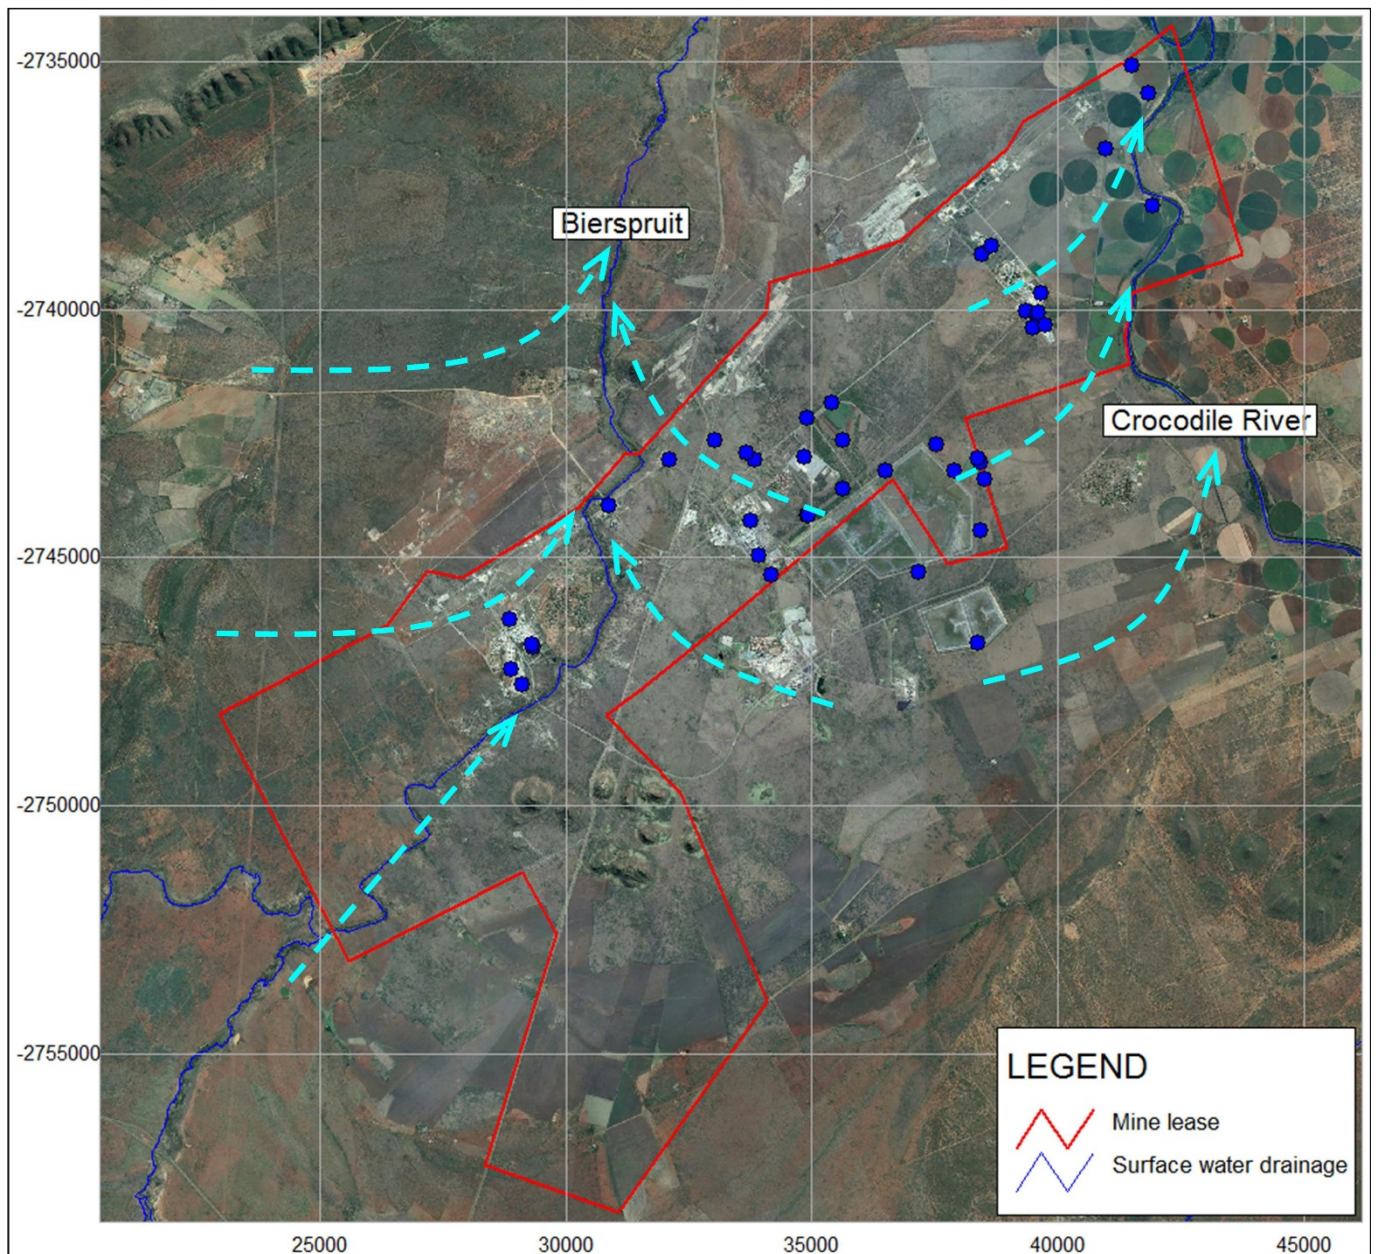 -2735000
Bierspruit
-2740000
Crocodile River
-2745000
-2750000
-2755000
LEGEND
Mine lease
Surface water drainage
25000
30000
35000
40000
45000